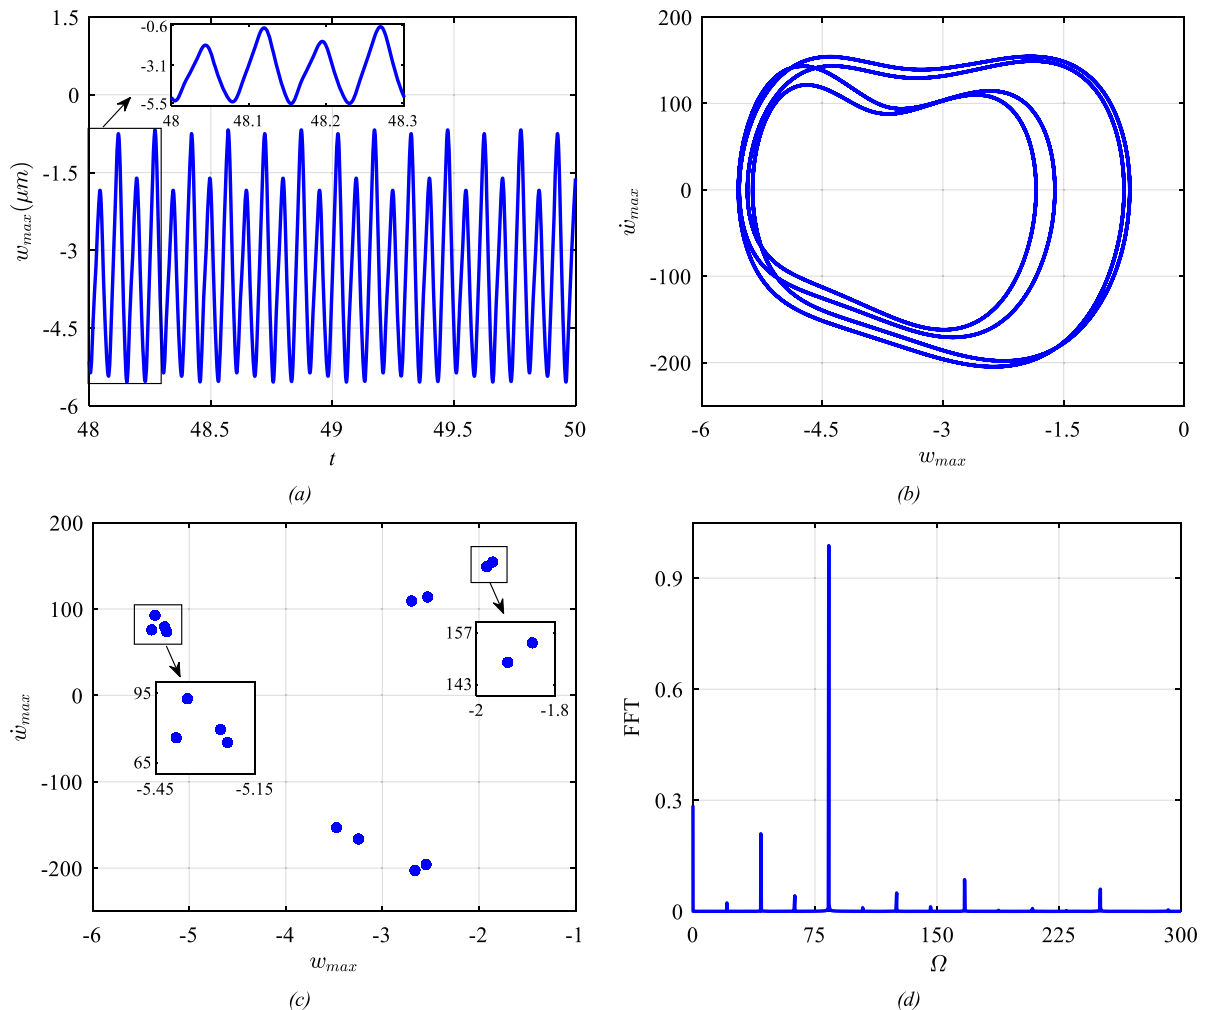 1.5
0
-1.5
-3
-4.5
-6
w_max(μm)
-0.6
-3.1
-5.5
48 48.1 48.2 48.3
48 48.5 49 49.5 50
t
(a)
200
100
0
-100
-200
ẇ_max
-6 -4.5 -3 -1.5 0
w_max
(b)
200
100
0
-100
-200
ẇ_max
157
143
-2 -1.8
95
65
-5.45 -5.15
-6 -5 -4 -3 -2 -1
w_max
(c)
0.9
0.6
0.3
0
FFT
0 75 150 225 300
Ω
(d)